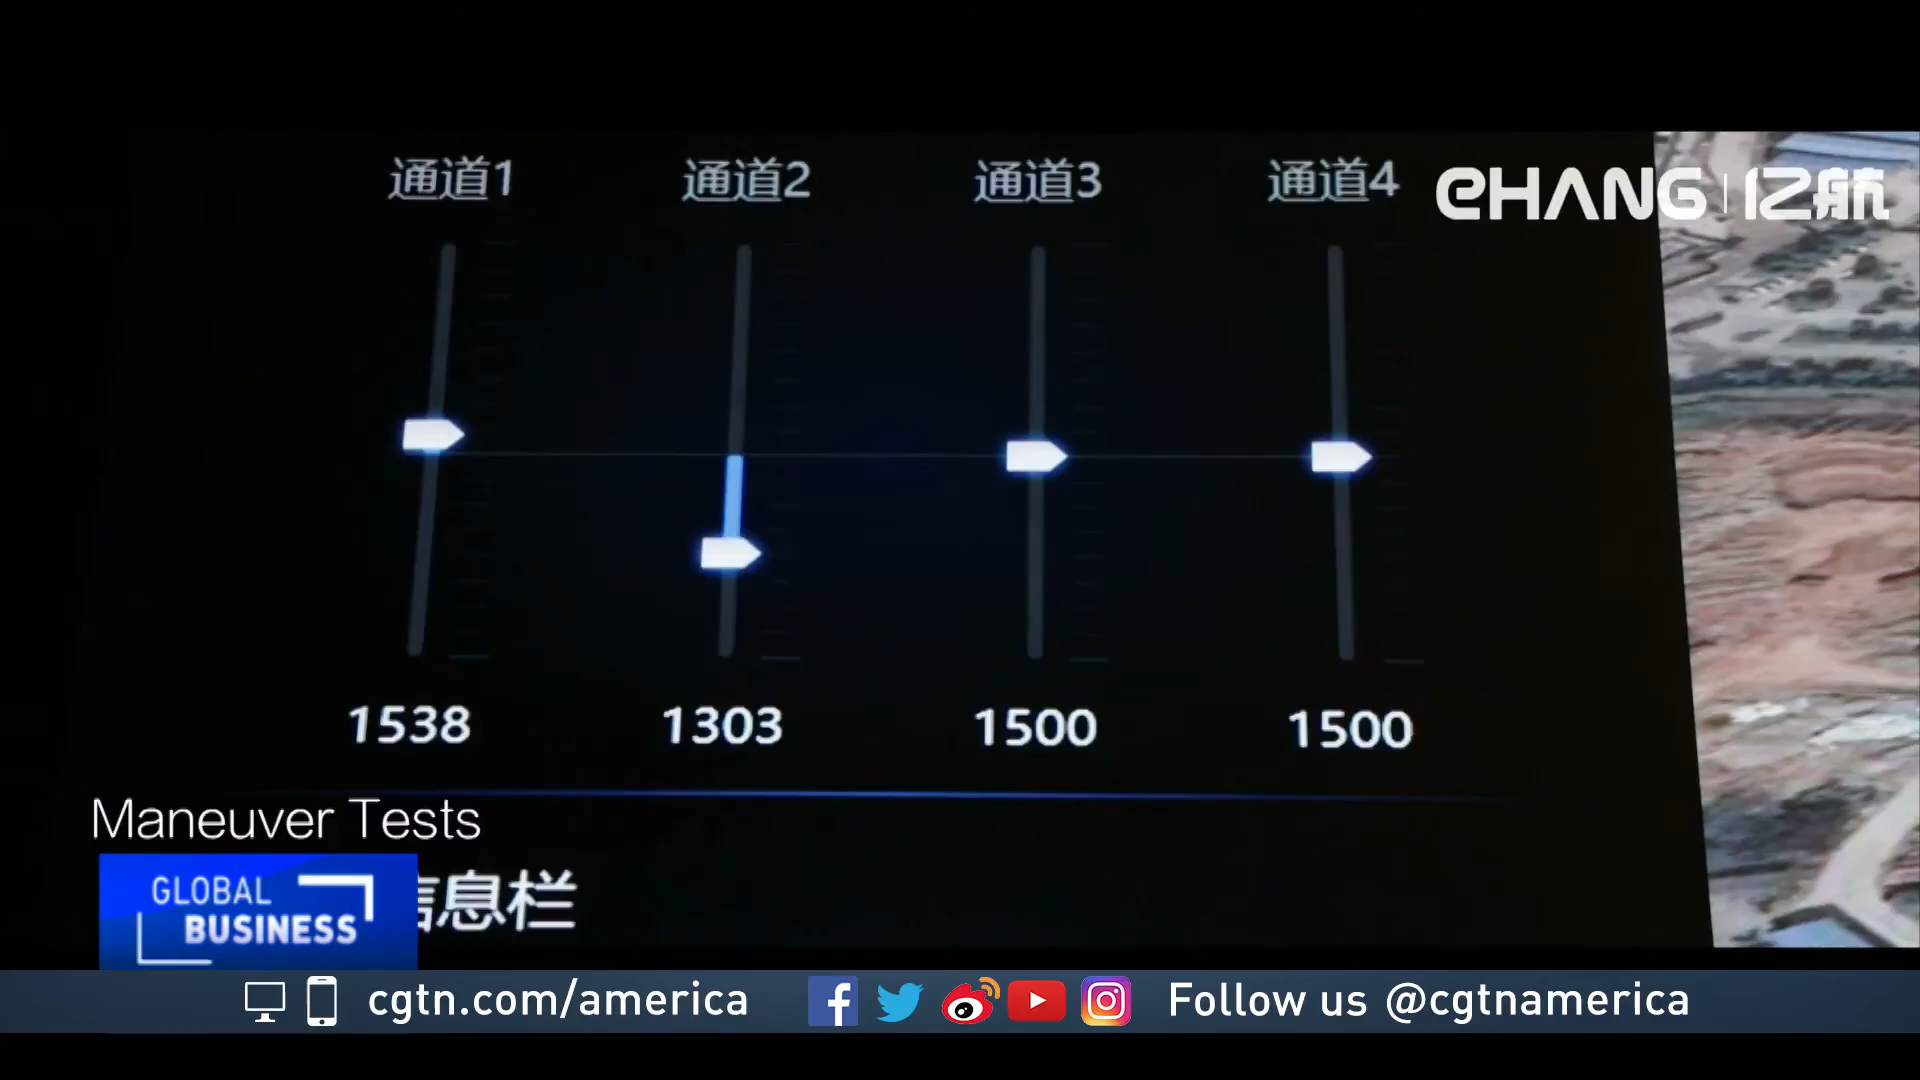 通道1 通道2 通道3 通道4
EHANG | 亿航
1538 1303 1500 1500
Maneuver Tests
GLOBAL
BUSINESS
信息栏
cgtn.com/america
Follow us @cgtnamerica